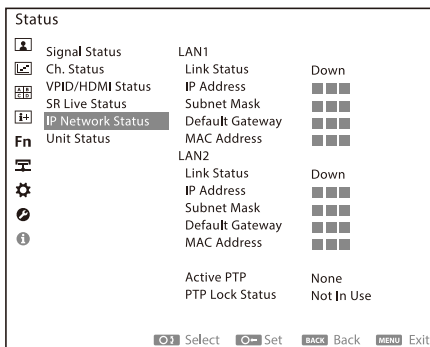 Status
Signal Status
Ch. Status
VPID/HDMI Status
SR Live Status
IP Network Status
Unit Status
A B
C D
i+
Fn
i
LAN1
Link Status Down
IP Address
Subnet Mask
Default Gateway
MAC Address
LAN2
Link Status Down
IP Address
Subnet Mask
Default Gateway
MAC Address
Active PTP None
PTP Lock Status Not In Use
Select Set BACK Back MENU Exit